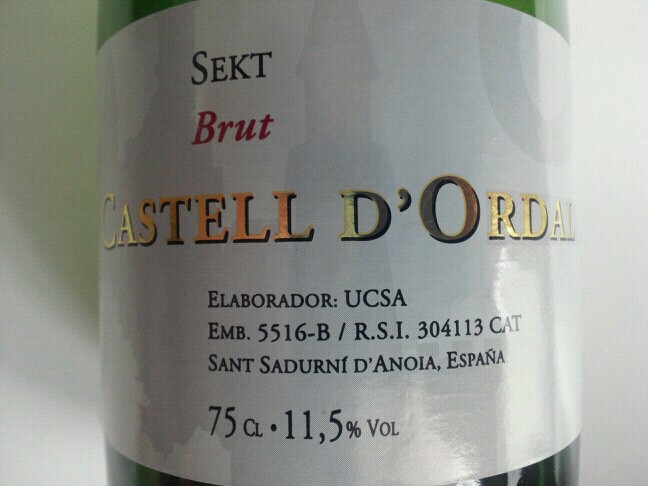 SEKT
Brut
CASTELL D'ORDAL
ELABORADOR: UCSA
EMB. 5516-B / R.S.I. 304113 CAT
SANT SADURNÍ D'ANOIA, ESPAÑA
75 CL • 11,5% VOL